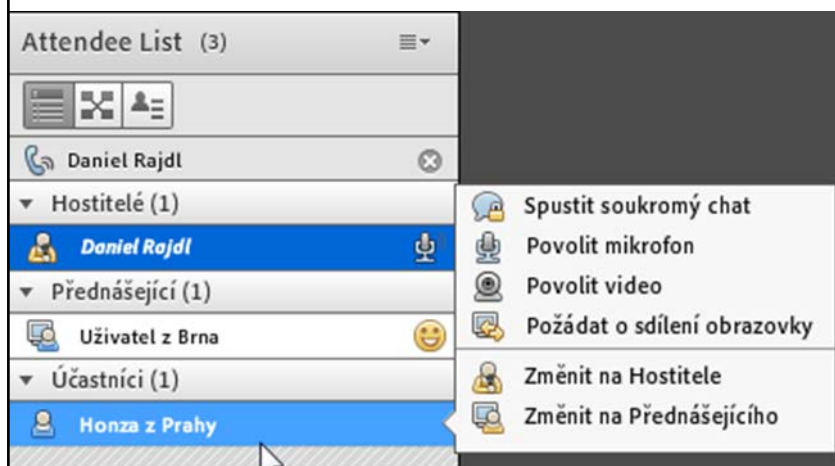 Attendee List (3)
Daniel Rajdl
Hostitelé (1)
Daniel Rajdl
Přednášející (1)
Uživatel z Brna
Účastníci (1)
Honza z Prahy
Spustit soukromý chat
Povolit mikrofon
Povolit video
Požádat o sdílení obrazovky
Změnit na Hostitele
Změnit na Přednášejícího